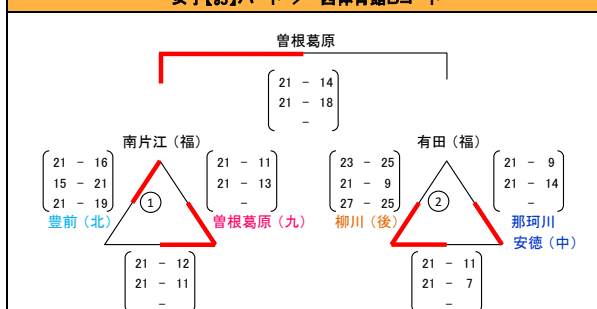 曽根葛原
21 - 14
21 - 18
-
南片江（福）
有田（福）
21 - 16
15 - 21
21 - 19
21 - 11
21 - 13
-
23 - 25
21 - 9
27 - 25
21 - 9
21 - 14
-
①
②
豊前（北）
曽根葛原（九）
柳川（後）
那珂川
安徳（中）
21 - 12
21 - 11
-
21 - 11
21 - 7
-